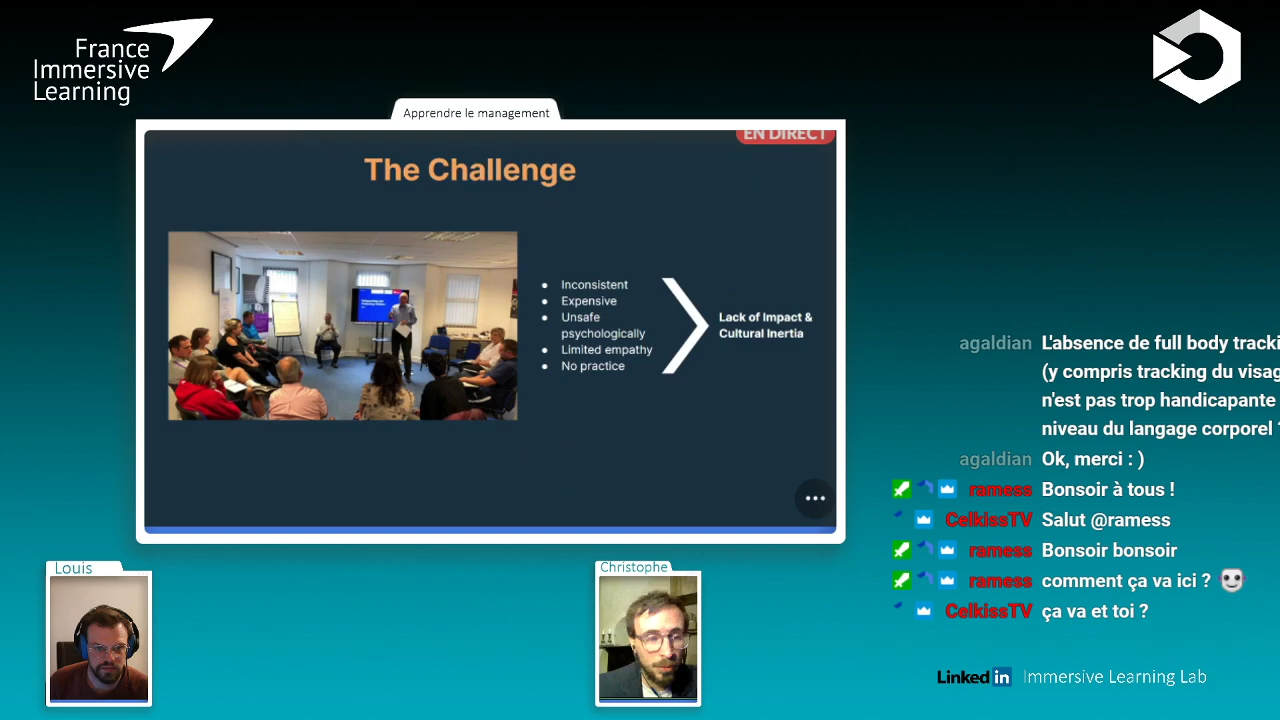 France
Immersive
Learning
Apprendre le management
EN DIRECT
The Challenge
Inconsistent
Expensive
Unsafe
psychologically
Limited empathy
No practice
Lack of Impact &
Cultural Inertia
agaldian L'absence de full body tracki
(y compris tracking du visag
n'est pas trop handicapante
niveau du langage corporel ?
agaldian Ok, merci : )
ramess Bonsoir à tous !
CelkissTV Salut @ramess
ramess Bonsoir bonsoir
ramess comment ça va ici ?
CelkissTV ça va et toi ?
Louis
Christophe
Linked in Immersive Learning Lab